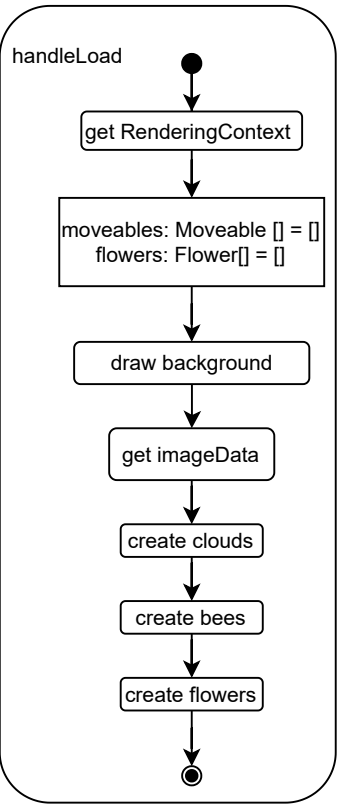 handleLoad
get RenderingContext
moveables: Moveable [] = []
flowers: Flower[] = []
draw background
get imageData
create clouds
create bees
create flowers